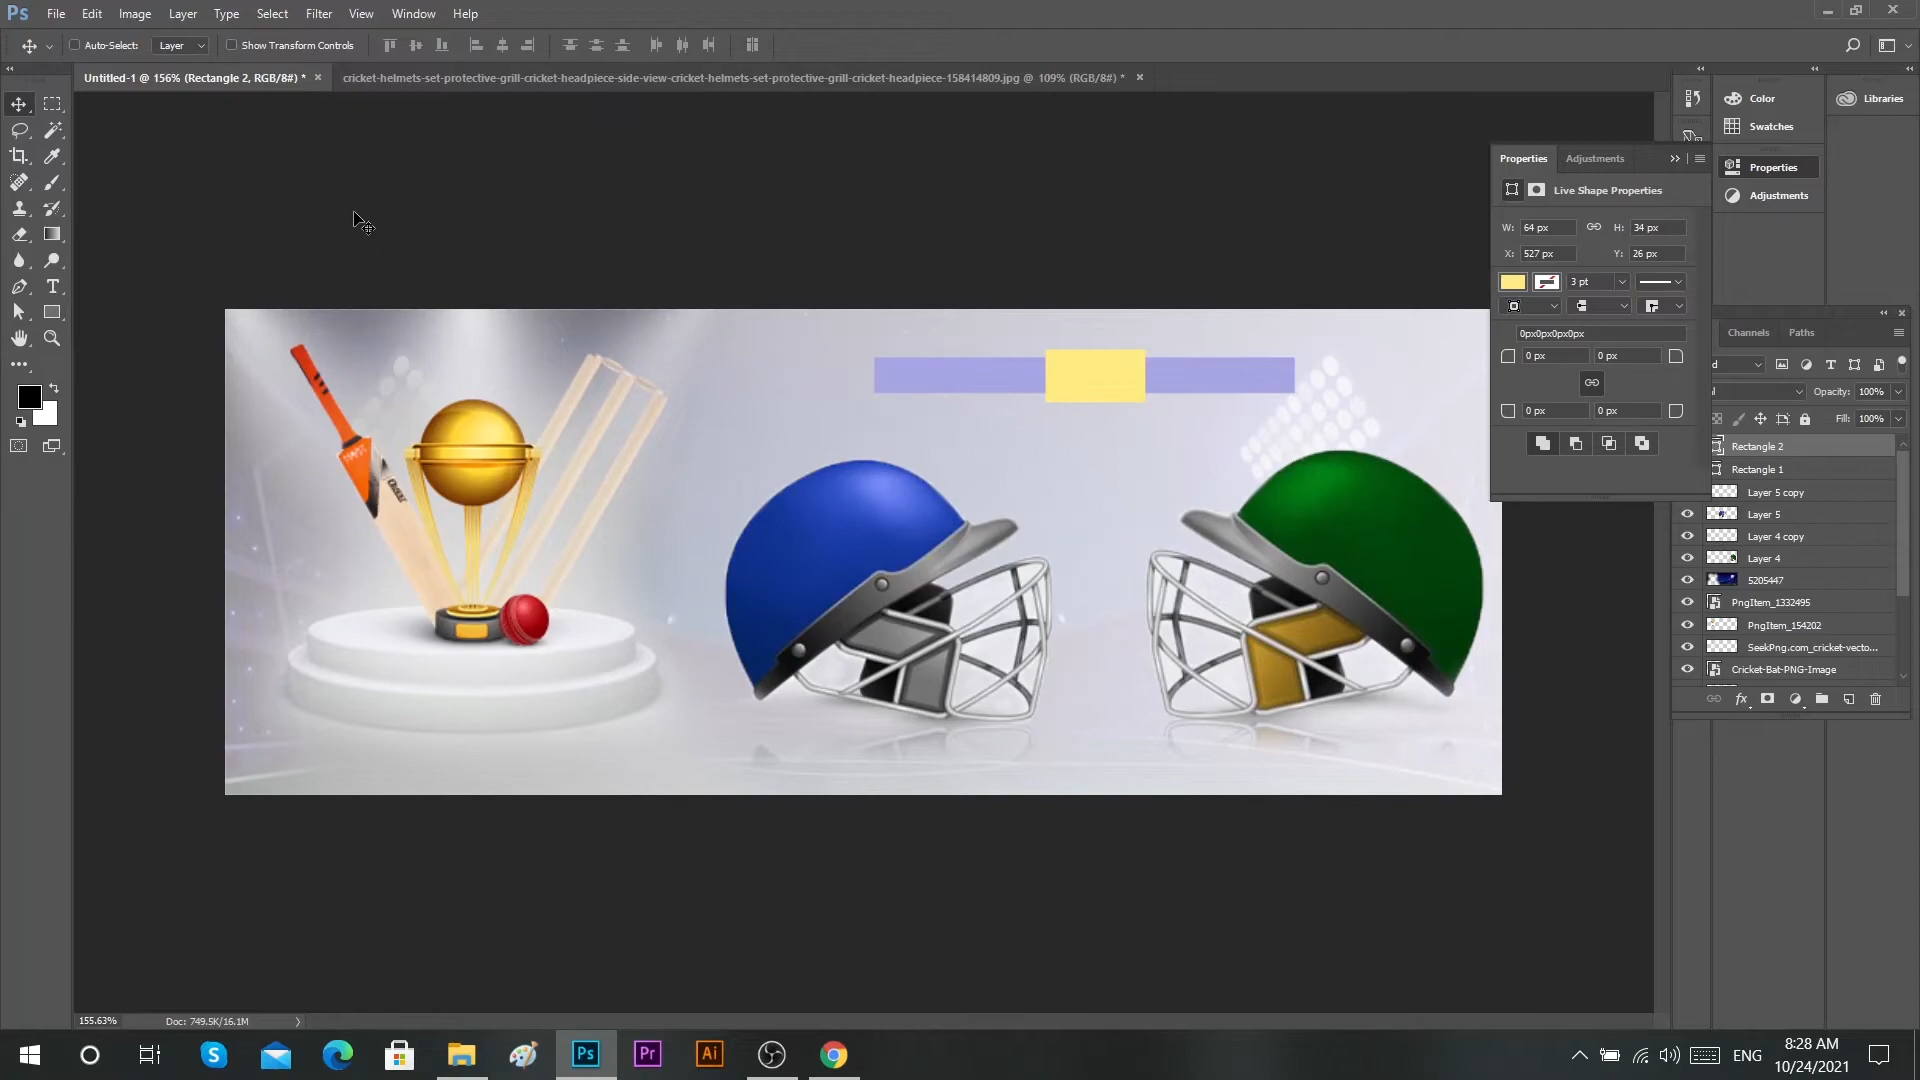 Ps File Edit Image Layer Type Select Filter 3D View Window Help
Auto-Select: Layer Show Transform Controls
Untitled-1 @ 156% (Rectangle 2, RGB/8#) * × cricket-helmets-set-protective-grill-cricket-headpiece-side-view-cricket-helmets-set-protective-grill-cricket-headpiece-158414809.jpg @ 109% (RGB/8#) * ×
Color
Libraries
Swatches
Properties
Adjustments
Properties Adjustments
Live Shape Properties
W: 64 px H: 34 px
X: 527 px Y: 26 px
3 pt
0px0px0px0px
0 px 0 px
0 px 0 px
Channels Paths
Opacity: 100%
Fill: 100%
Rectangle 2
Rectangle 1
Layer 5 copy
Layer 5
Layer 4 copy
Layer 4
5205447
PngItem_1332495
PngItem_154202
SeekPng.com_cricket-vecto...
Cricket-Bat-PNG-Image
fx
155.63% Doc: 749.5K/16.1M
Ps Pr Ai
ENG
8:28 AM
10/24/2021